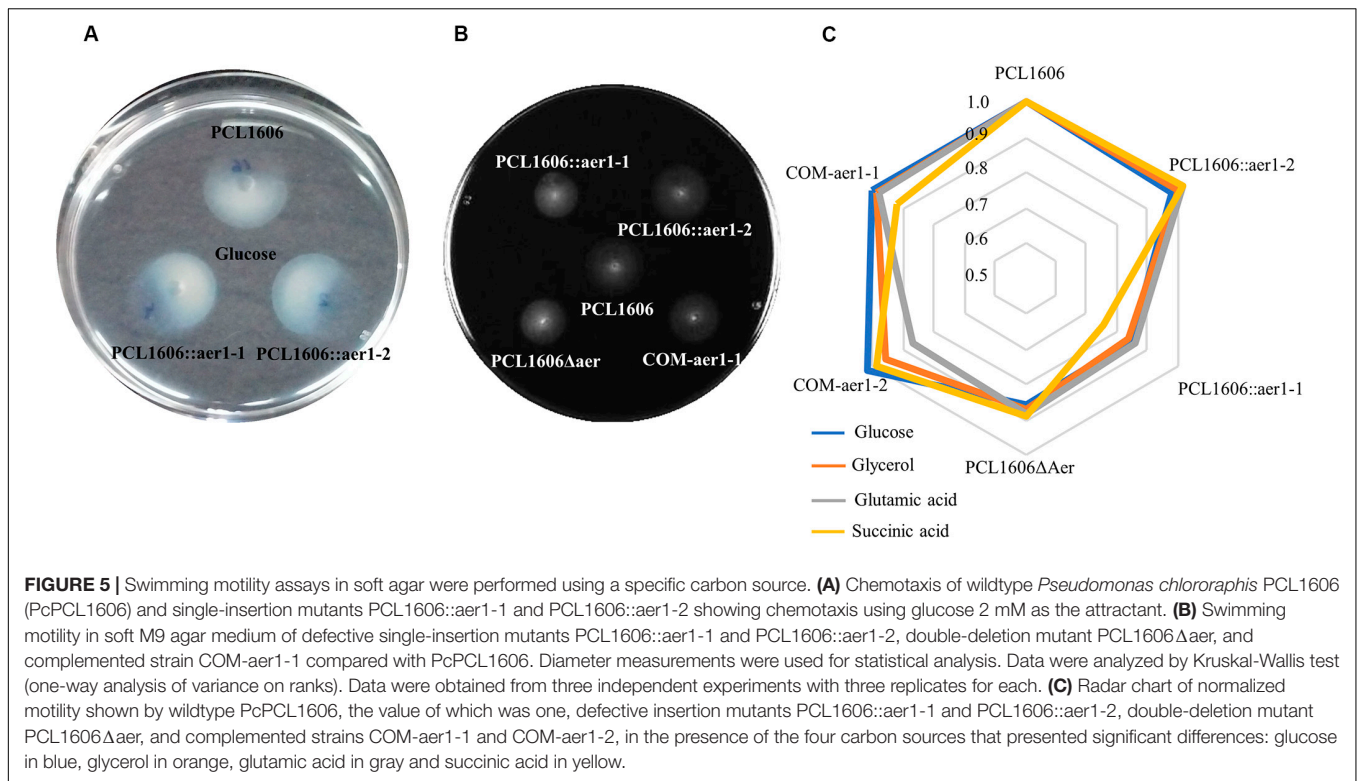 A
B
C
PCL1606
Glucose
PCL1606::aer1-1
PCL1606::aer1-2
PCL1606::aer1-1
PCL1606::aer1-2
PCL1606
PCL1606Δaer
COM-aer1-1
PCL1606
1.0
0.9
0.8
0.7
0.6
0.5
PCL1606::aer1-2
PCL1606::aer1-1
PCL1606ΔAer
COM-aer1-2
COM-aer1-1
Glucose
Glycerol
Glutamic acid
Succinic acid
FIGURE 5 | Swimming motility assays in soft agar were performed using a specific carbon source. (A) Chemotaxis of wildtype Pseudomonas chlororaphis PCL1606
(PcPCL1606) and single-insertion mutants PCL1606::aer1-1 and PCL1606::aer1-2 showing chemotaxis using glucose 2 mM as the attractant. (B) Swimming
motility in soft M9 agar medium of defective single-insertion mutants PCL1606::aer1-1 and PCL1606::aer1-2, double-deletion mutant PCL1606Δaer, and
complemented strain COM-aer1-1 compared with PcPCL1606. Diameter measurements were used for statistical analysis. Data were analyzed by Kruskal-Wallis test
(one-way analysis of variance on ranks). Data were obtained from three independent experiments with three replicates for each. (C) Radar chart of normalized
motility shown by wildtype PcPCL1606, the value of which was one, defective insertion mutants PCL1606::aer1-1 and PCL1606::aer1-2, double-deletion mutant
PCL1606Δaer, and complemented strains COM-aer1-1 and COM-aer1-2, in the presence of the four carbon sources that presented significant differences: glucose
in blue, glycerol in orange, glutamic acid in gray and succinic acid in yellow.